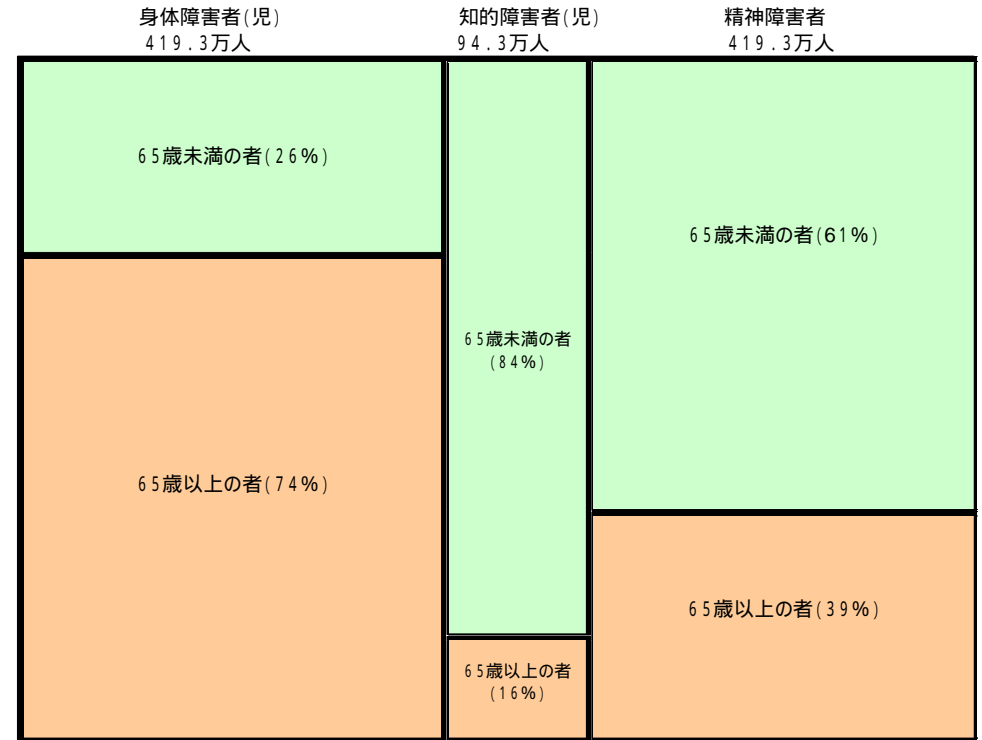 身体障害者(児)
419.3万人
知的障害者(児)
94.3万人
精神障害者
419.3万人
65歳未満の者(26%)
65歳以上の者(74%)
65歳未満の者
(84%)
65歳以上の者
(16%)
65歳未満の者(61%)
65歳以上の者(39%)